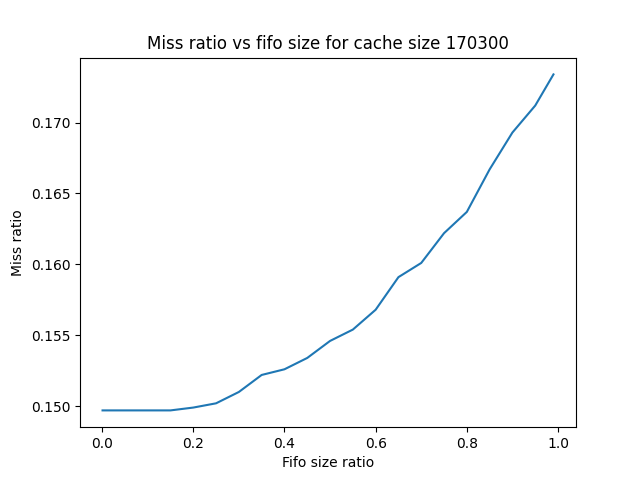 Miss ratio vs fifo size for cache size 170300
Miss ratio
0.170
0.165
0.160
0.155
0.150
0.0 0.2 0.4 0.6 0.8 1.0
Fifo size ratio